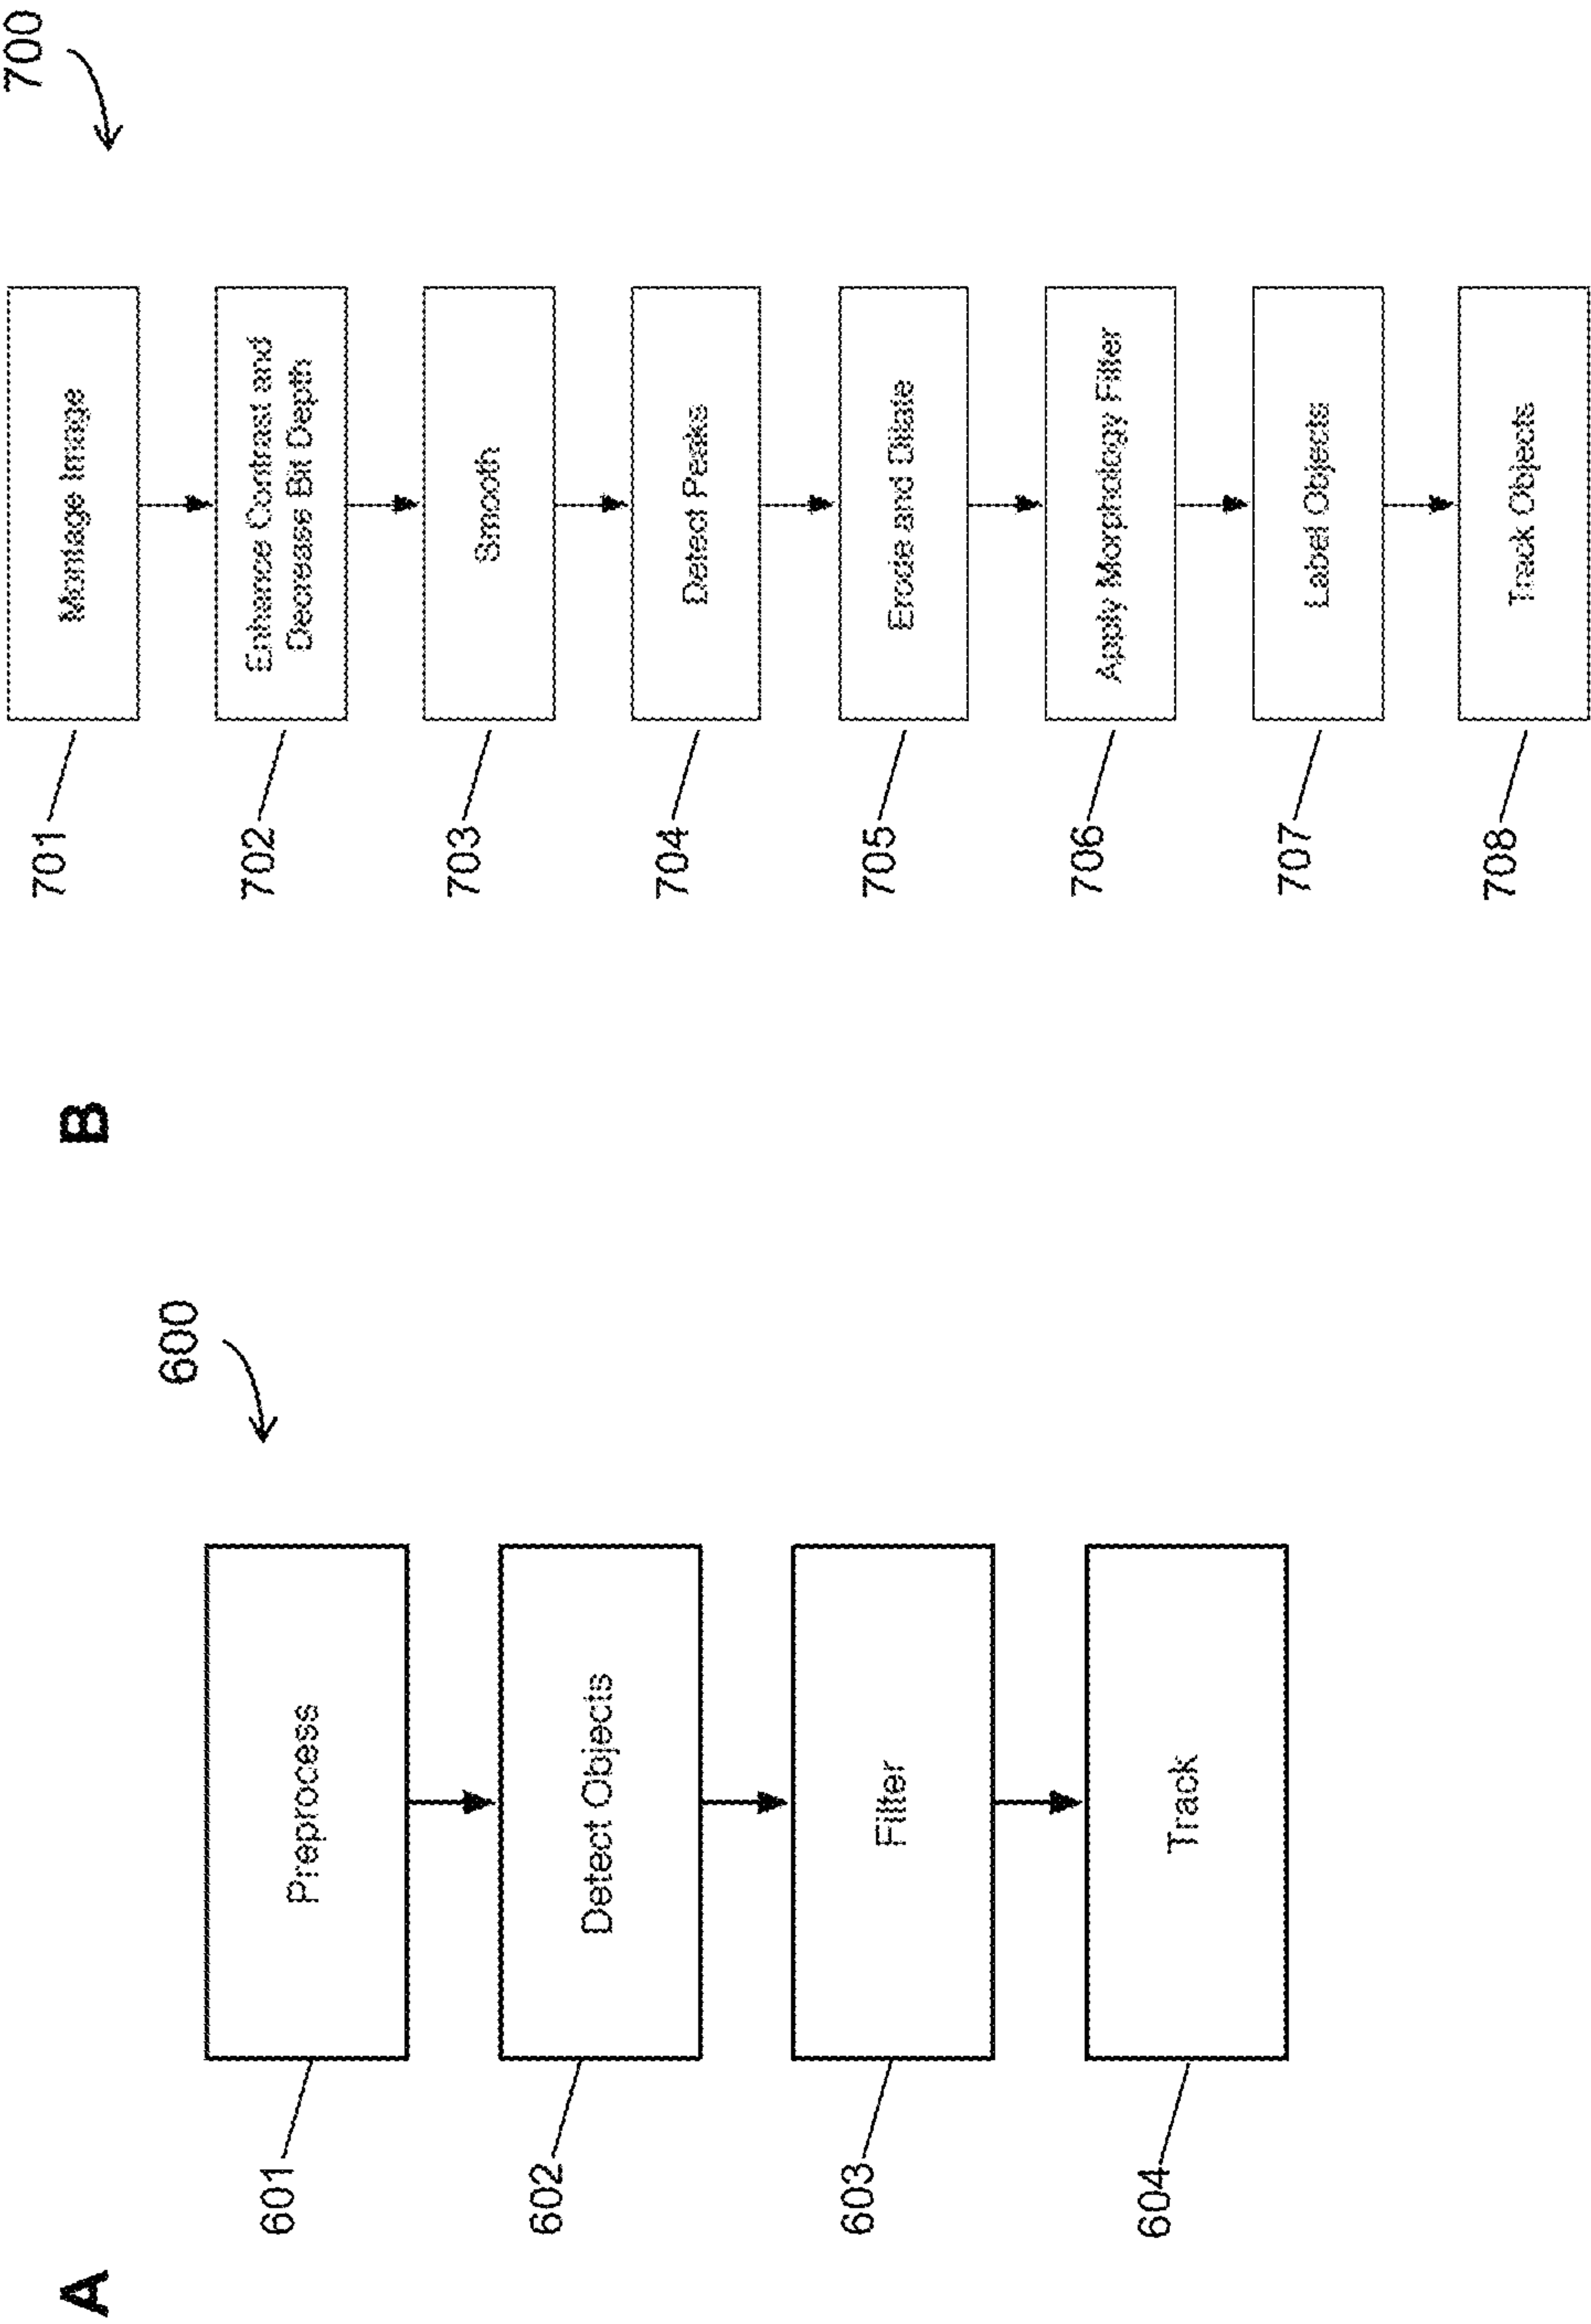 A
600
601
Preprocess
602
Detect Objects
603
Filter
604
Track
B
700
701
Montage Image
702
Enhance Contrast and
Decrease Bit Depth
703
Smooth
704
Detect Peaks
705
Erode and Dilate
706
Apply Morphology Filter
707
Label Objects
708
Track Objects